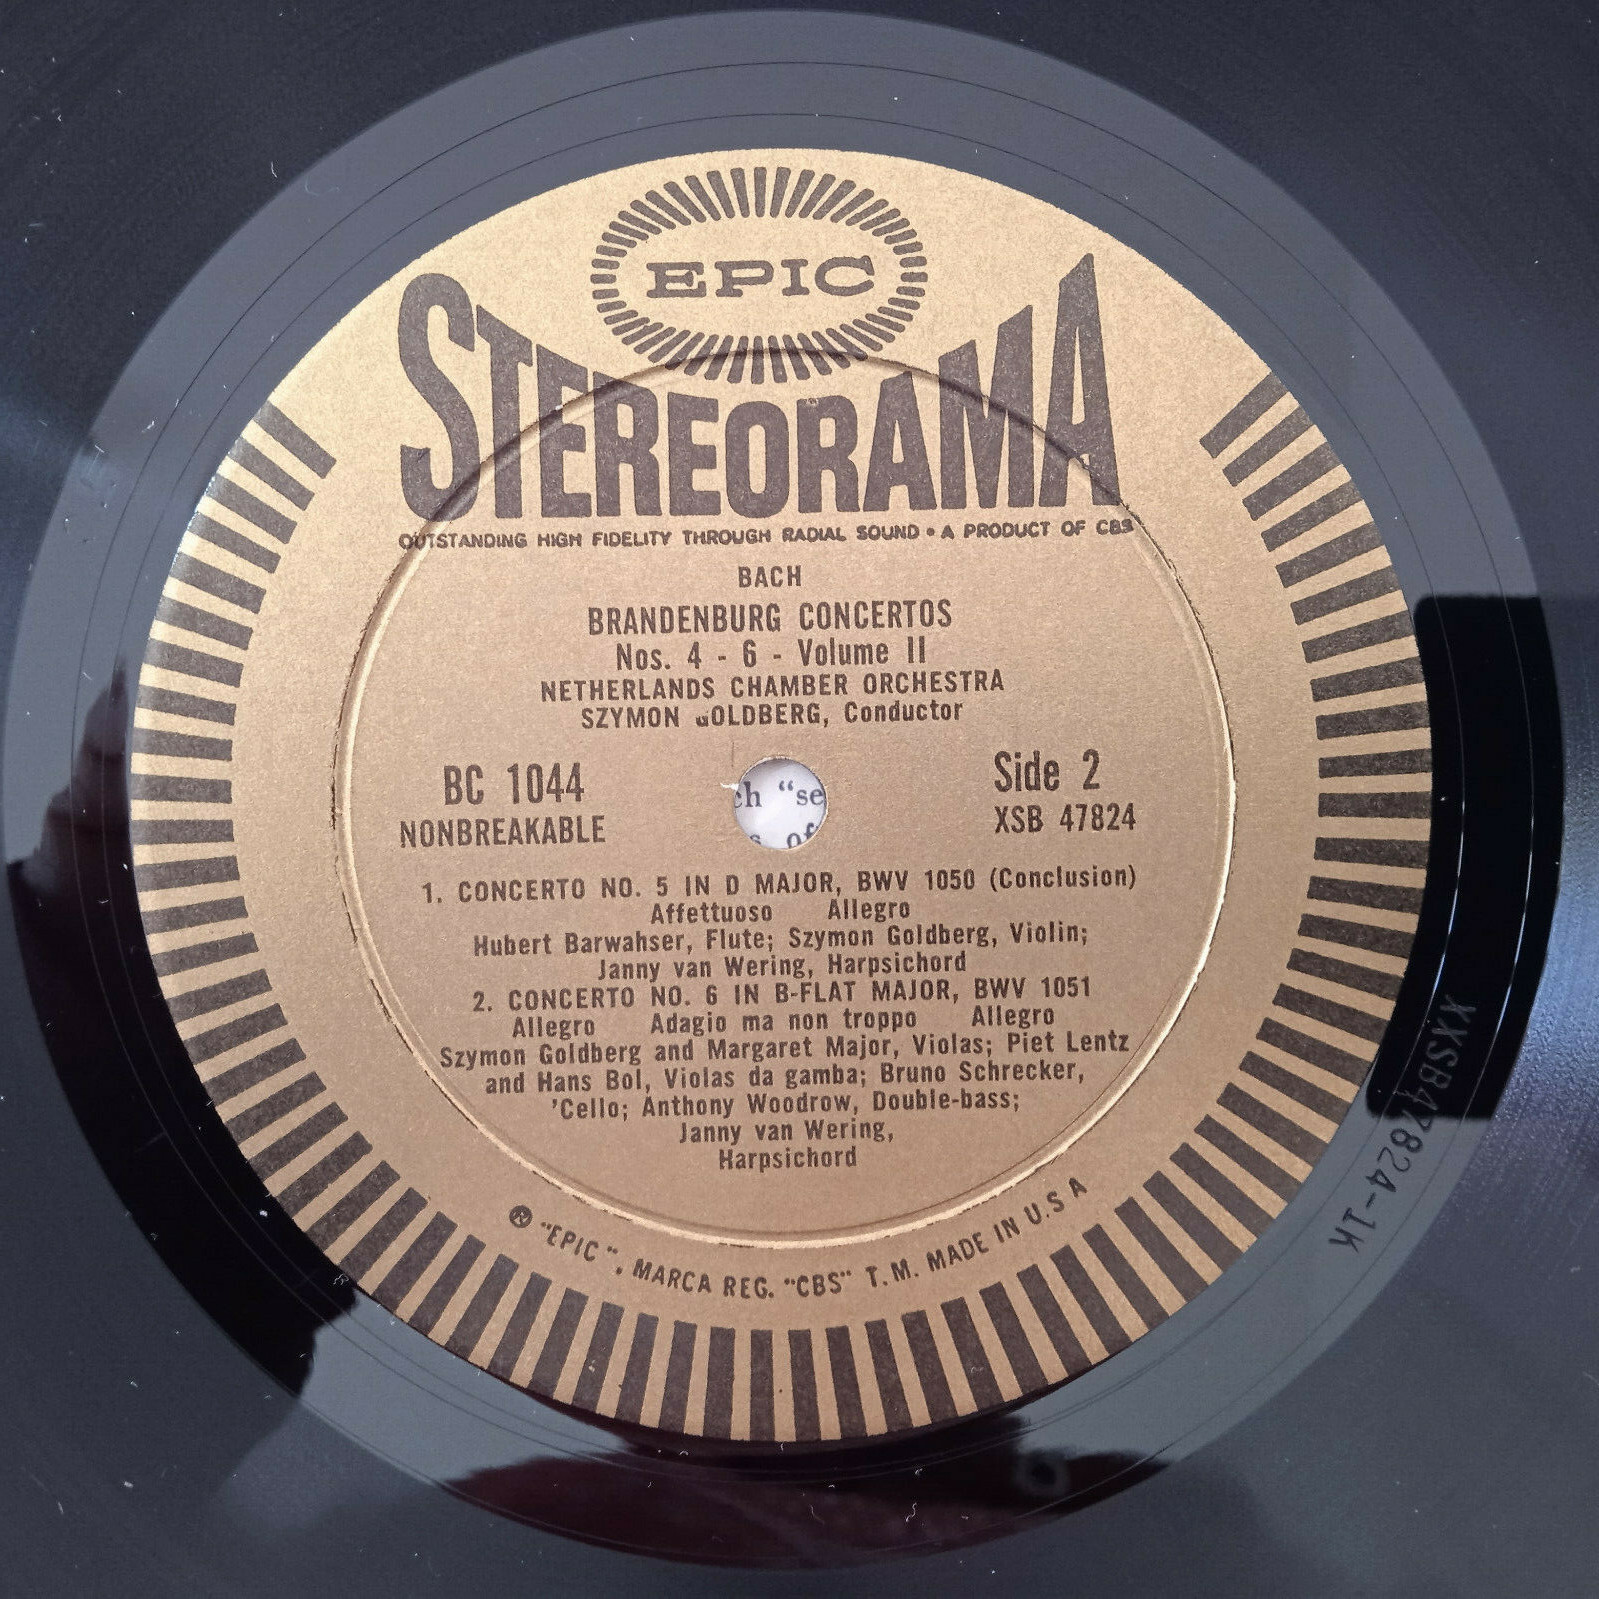 EPIC
STEREORAMA
OUTSTANDING HIGH FIDELITY THROUGH RADIAL SOUND • A PRODUCT OF CBS
BACH
BRANDENBURG CONCERTOS
Nos. 4 - 6 - Volume II
NETHERLANDS CHAMBER ORCHESTRA
SZYMON GOLDBERG, Conductor
BC 1044
NONBREAKABLE
Side 2
XSB 47824
ch “se
of
1. CONCERTO NO. 5 IN D MAJOR, BWV 1050 (Conclusion)
Affettuoso Allegro
Hubert Barwahser, Flute; Szymon Goldberg, Violin;
Janny van Wering, Harpsichord
2. CONCERTO NO. 6 IN B-FLAT MAJOR, BWV 1051
Allegro Adagio ma non troppo Allegro
Szymon Goldberg and Margaret Major, Violas; Piet Lentz
and Hans Bol, Violas da gamba; Bruno Schrecker,
'Cello; Anthony Woodrow, Double-bass;
Janny van Wering,
Harpsichord
® "EPIC", MARCA REG. "CBS" T.M. MADE IN U.S A
XXSB47824-1K